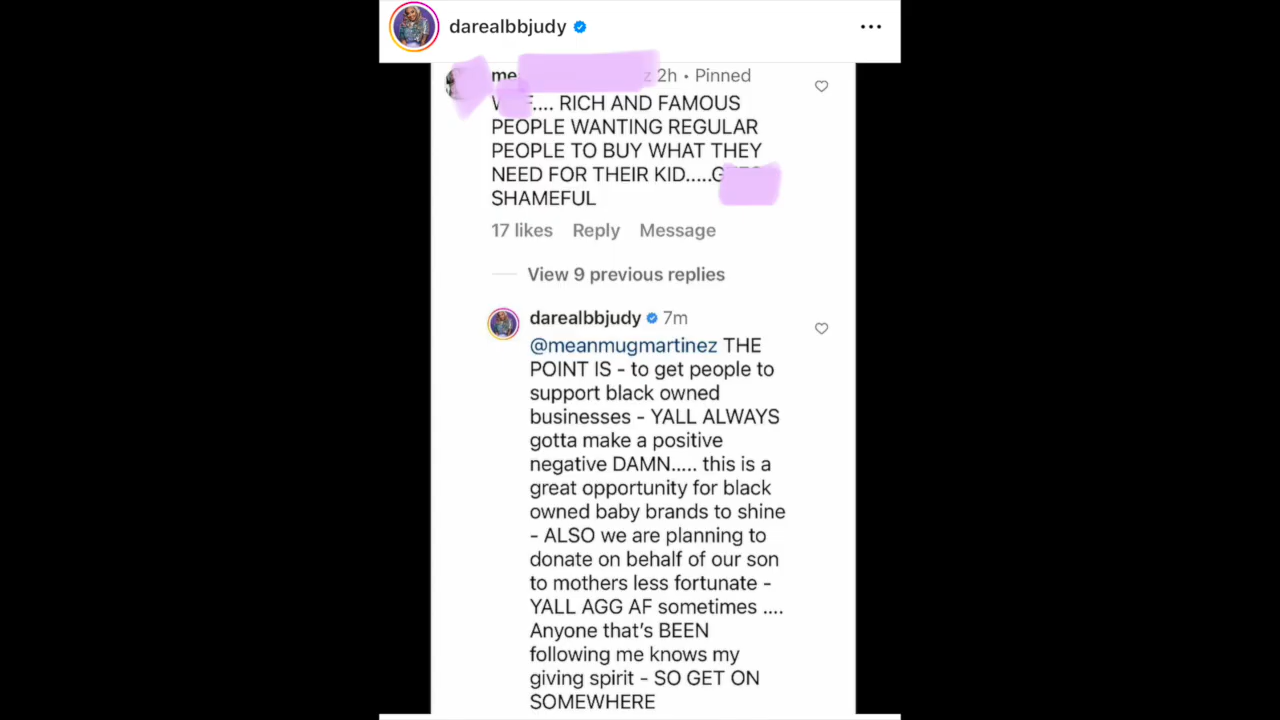 darealbbjudy
me 2h • Pinned
.... RICH AND FAMOUS
PEOPLE WANTING REGULAR
PEOPLE TO BUY WHAT THEY
NEED FOR THEIR KID.....
SHAMEFUL
17 likes Reply Message
View 9 previous replies
darealbbjudy 7m
@meanmugmartinez THE
POINT IS - to get people to
support black owned
businesses - YALL ALWAYS
gotta make a positive
negative DAMN..... this is a
great opportunity for black
owned baby brands to shine
- ALSO we are planning to
donate on behalf of our son
to mothers less fortunate -
YALL AGG AF sometimes ....
Anyone that's BEEN
following me knows my
giving spirit - SO GET ON
SOMEWHERE